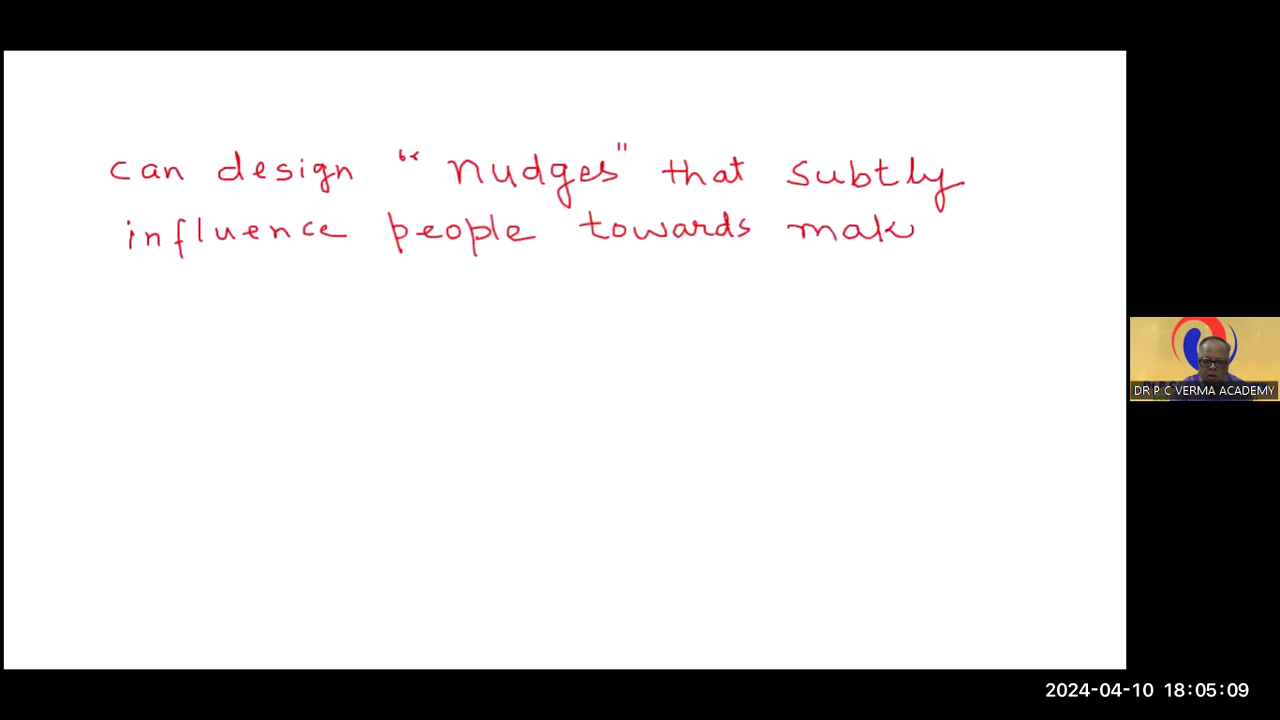 can design “ nudges" that subtly
influence people towards mak
DR P C VERMA ACADEMY
2024-04-10 18:05:09